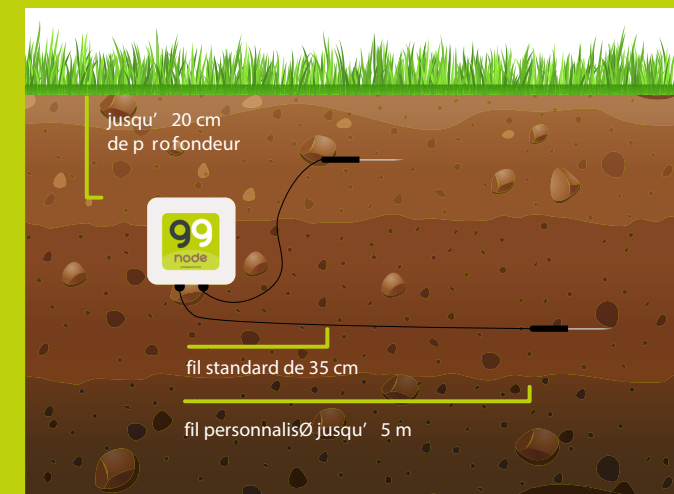 jusqu’ 20 cm
de p rofondeur
99
node
fil standard de 35 cm
fil personnalisØ jusqu’ 5 m